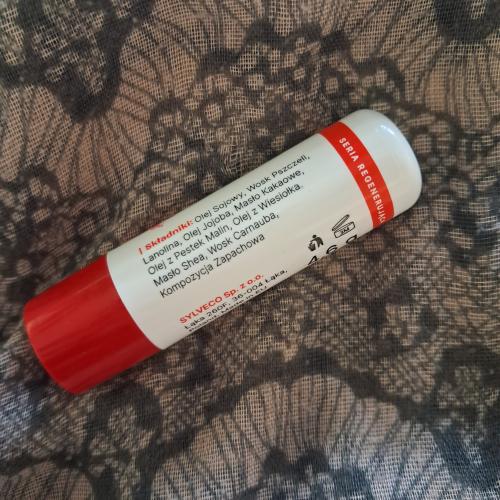 | Składniki: Olej Sojowy, Wosk Pszczeli,
Lanolina, Olej Jojoba, Masło Kakaowe,
Olej z Pestek Malin, Olej z Wiesiołka.
Masło Shea, Wosk Carnauba,
Kompozycja Zapachowa
SYLVECO Sp. z o.o.
Łąka 260F, 36-004 Łąka,
SERIA REGENERUJĄC